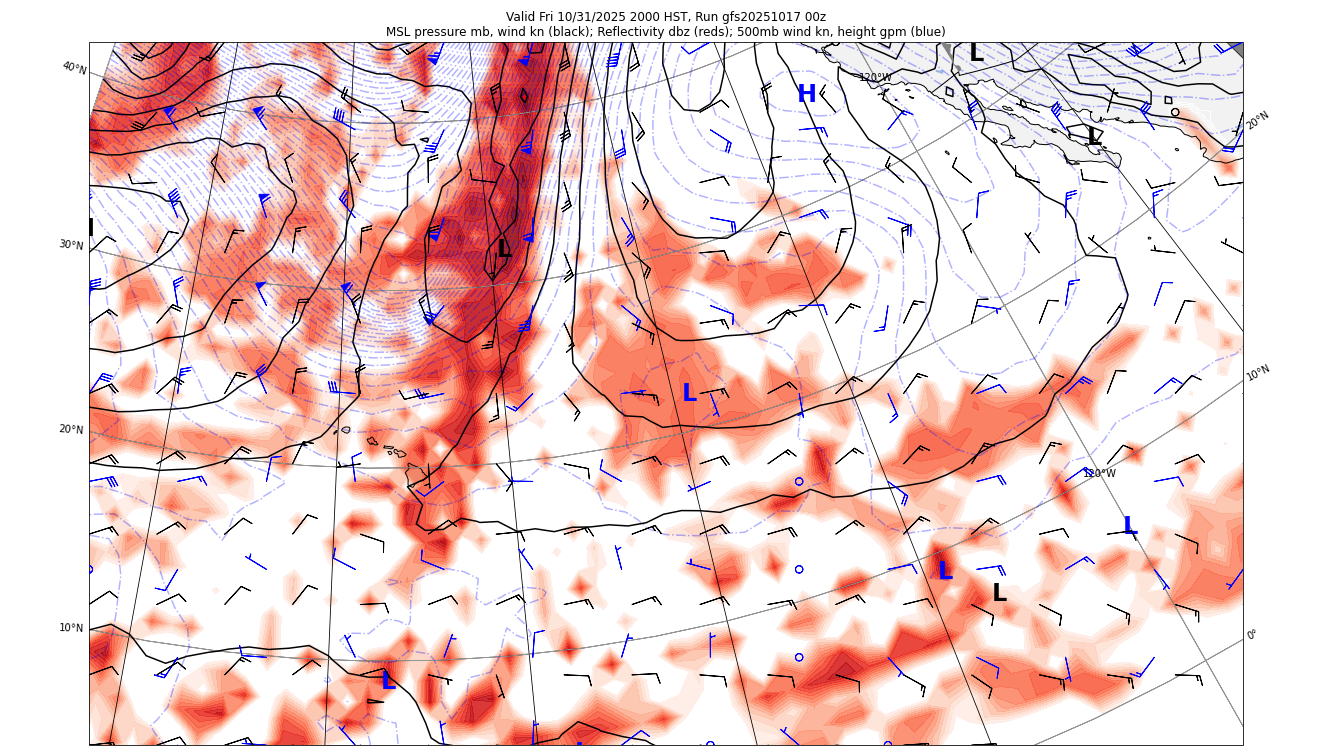 Valid Fri 10/31/2025 2000 HST, Run gfs20251017 00z
MSL pressure mb, wind kn (black); Reflectivity dbz (reds); 500mb wind kn, height gpm (blue)
L
40°N
120°W
H
20°N
L
30°N
L
10°N
L
20°N
120°W
L
L
L
10°N
0°
L